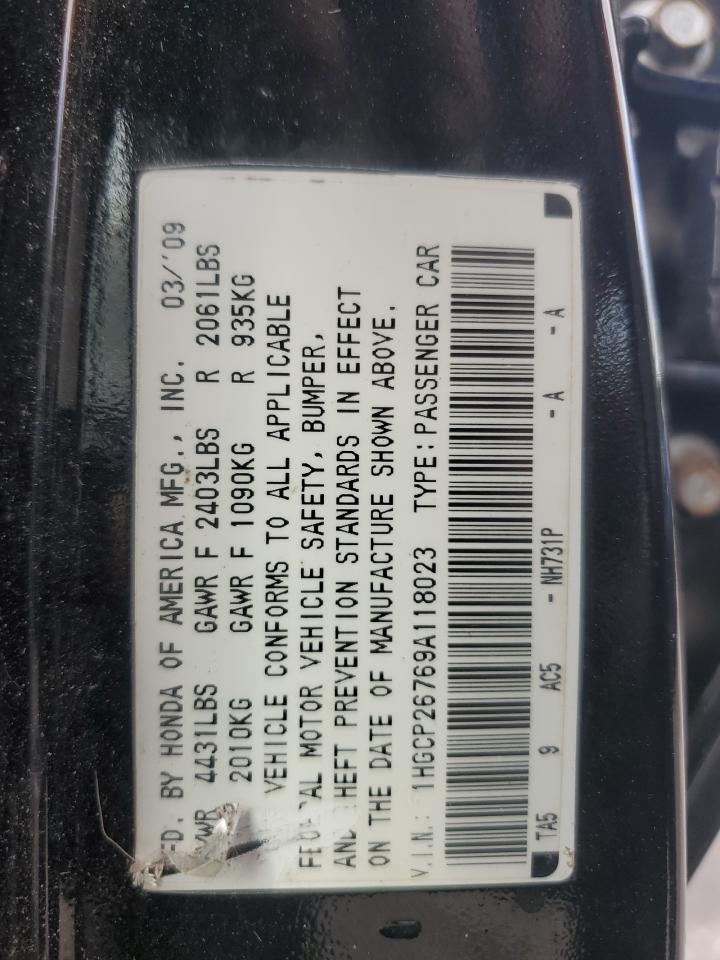 FD. BY HONDA OF AMERICA MFG., INC. 03/'09
4431LBS GAWR F 2403LBS R 2061LBS
2010KG GAWR F 1090KG R 935KG
VEHICLE CONFORMS TO ALL APPLICABLE
MOTOR VEHICLE SAFETY, BUMPER,
PREVENTION STANDARDS IN EFFECT
ON THE DATE OF MANUFACTURE SHOWN ABOVE.
V.I.N.: 1HGCP26769A118023 TYPE: PASSENGER CAR
TA5 9 AC5 - NH731P - A - A